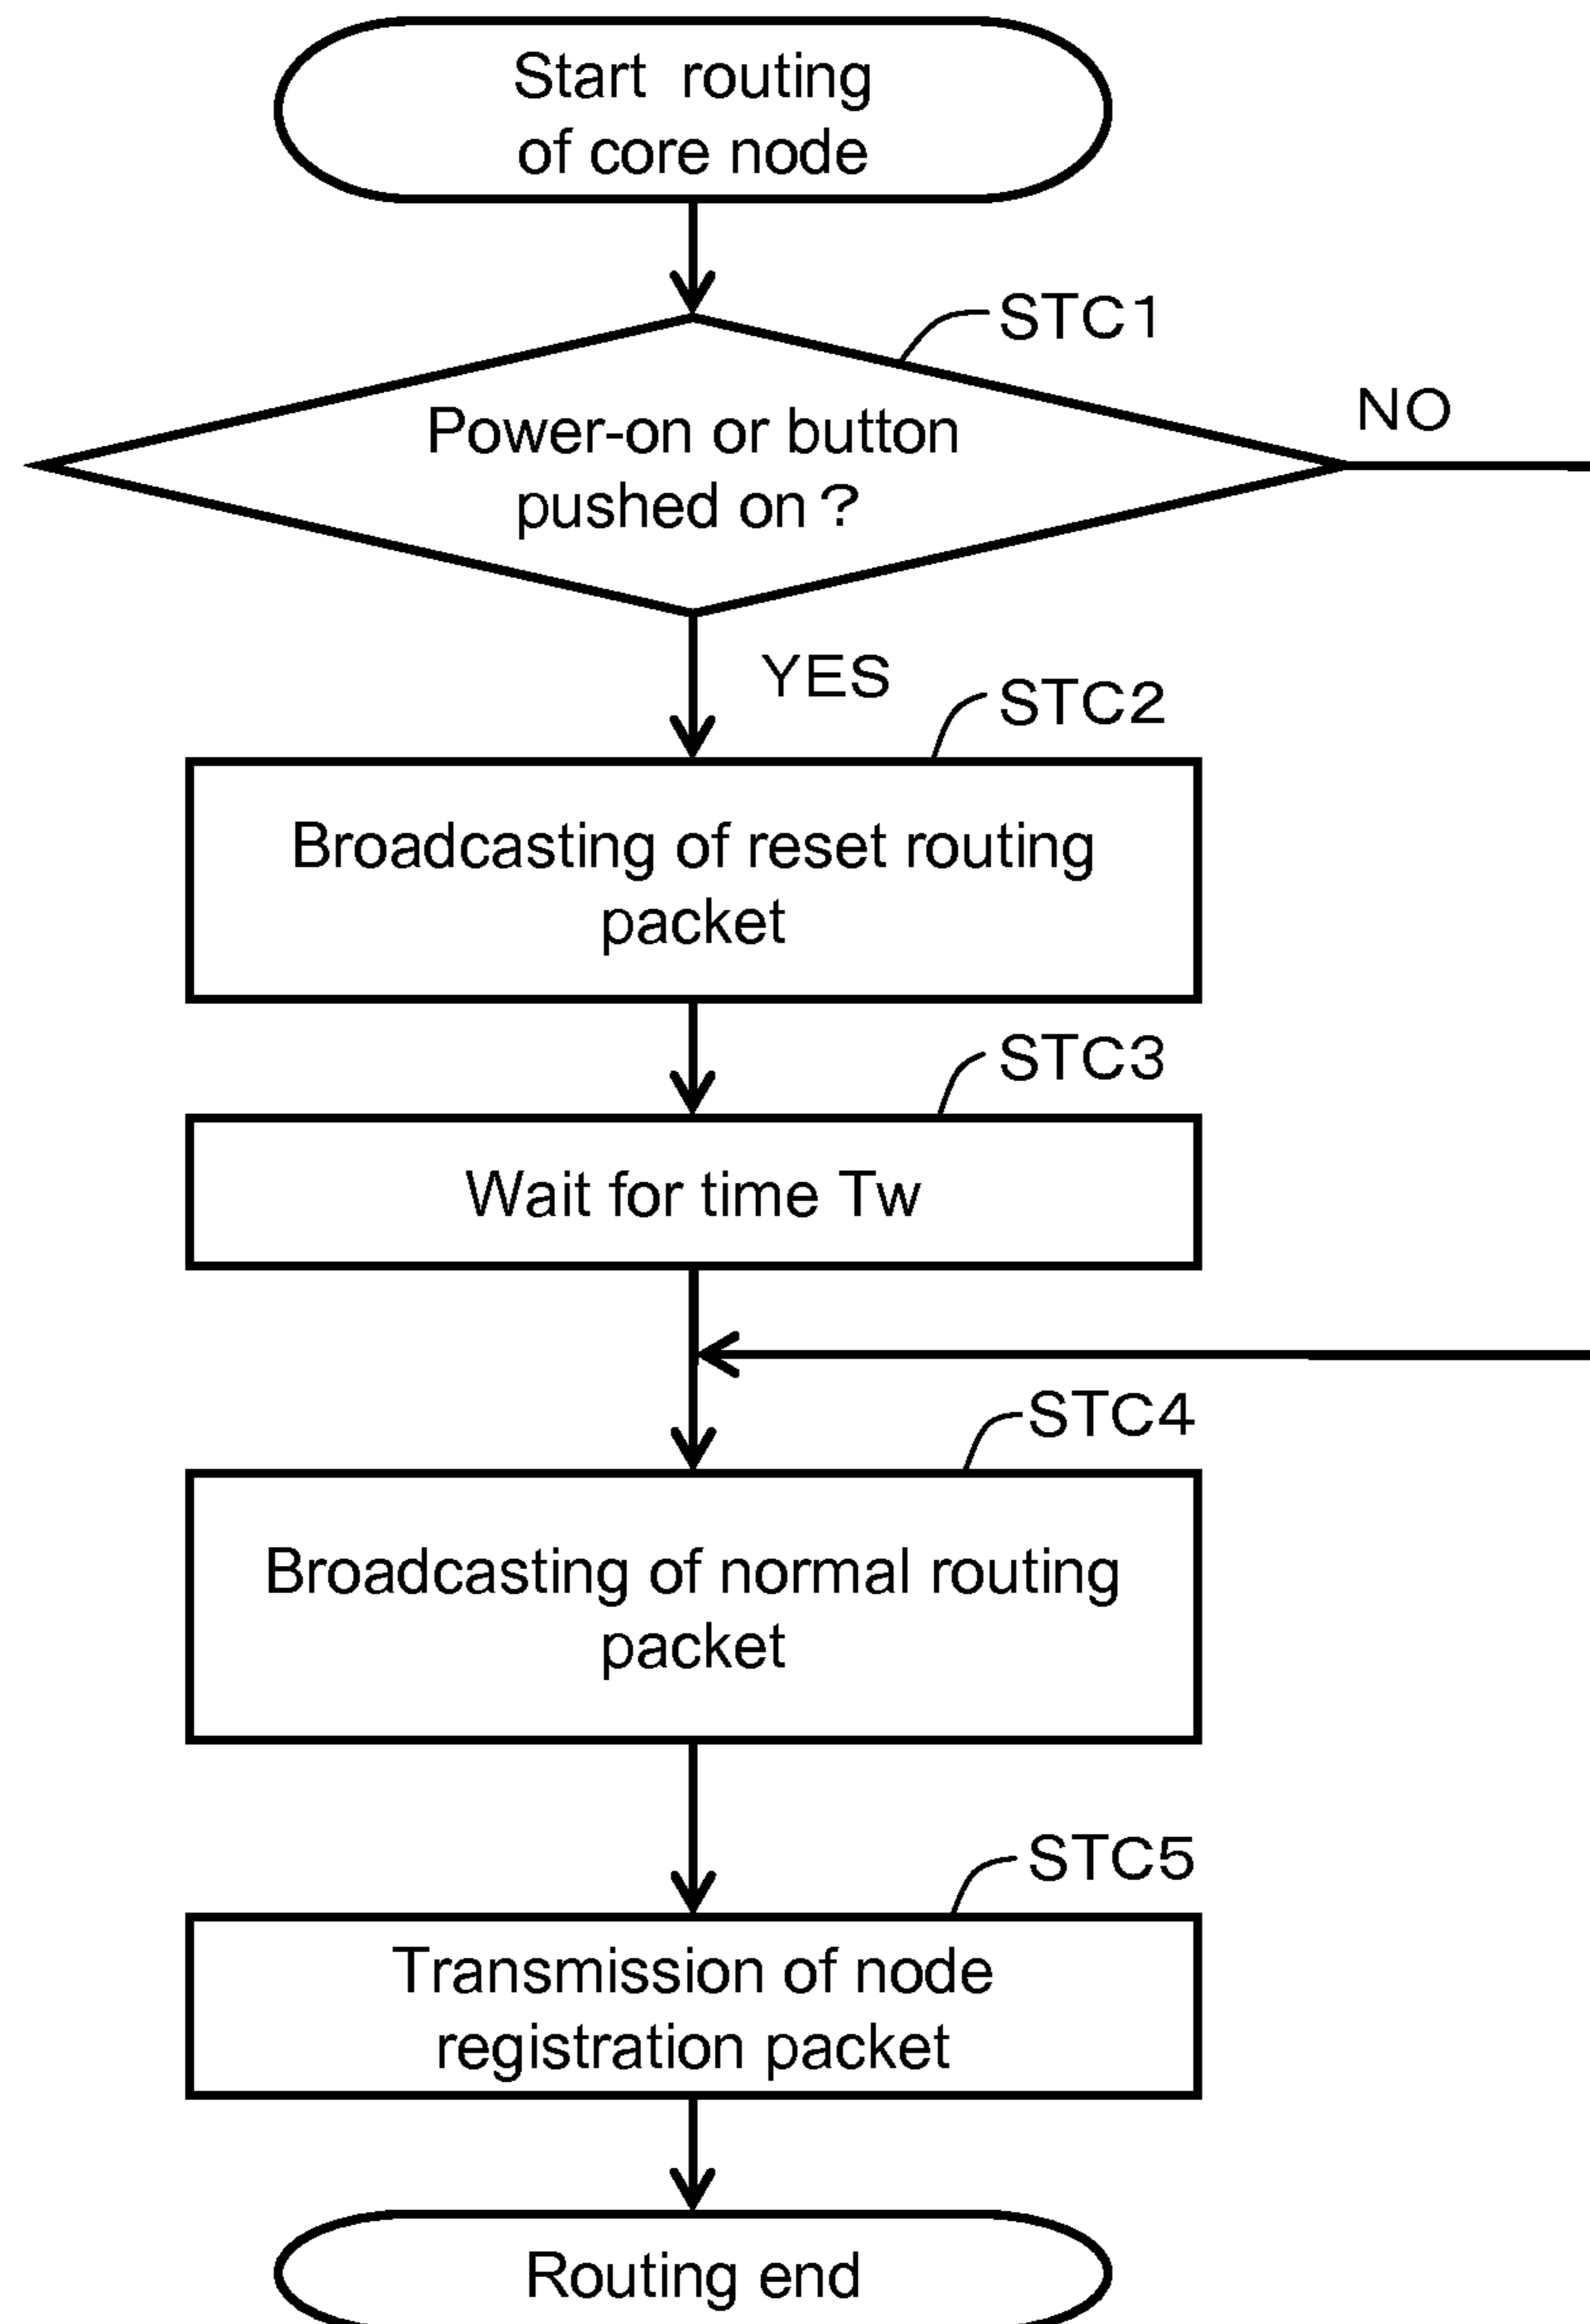 Start routing
of core node
STC1
Power-on or button
pushed on ?
NO
YES
STC2
Broadcasting of reset routing
packet
STC3
Wait for time Tw
STC4
Broadcasting of normal routing
packet
STC5
Transmission of node
registration packet
Routing end